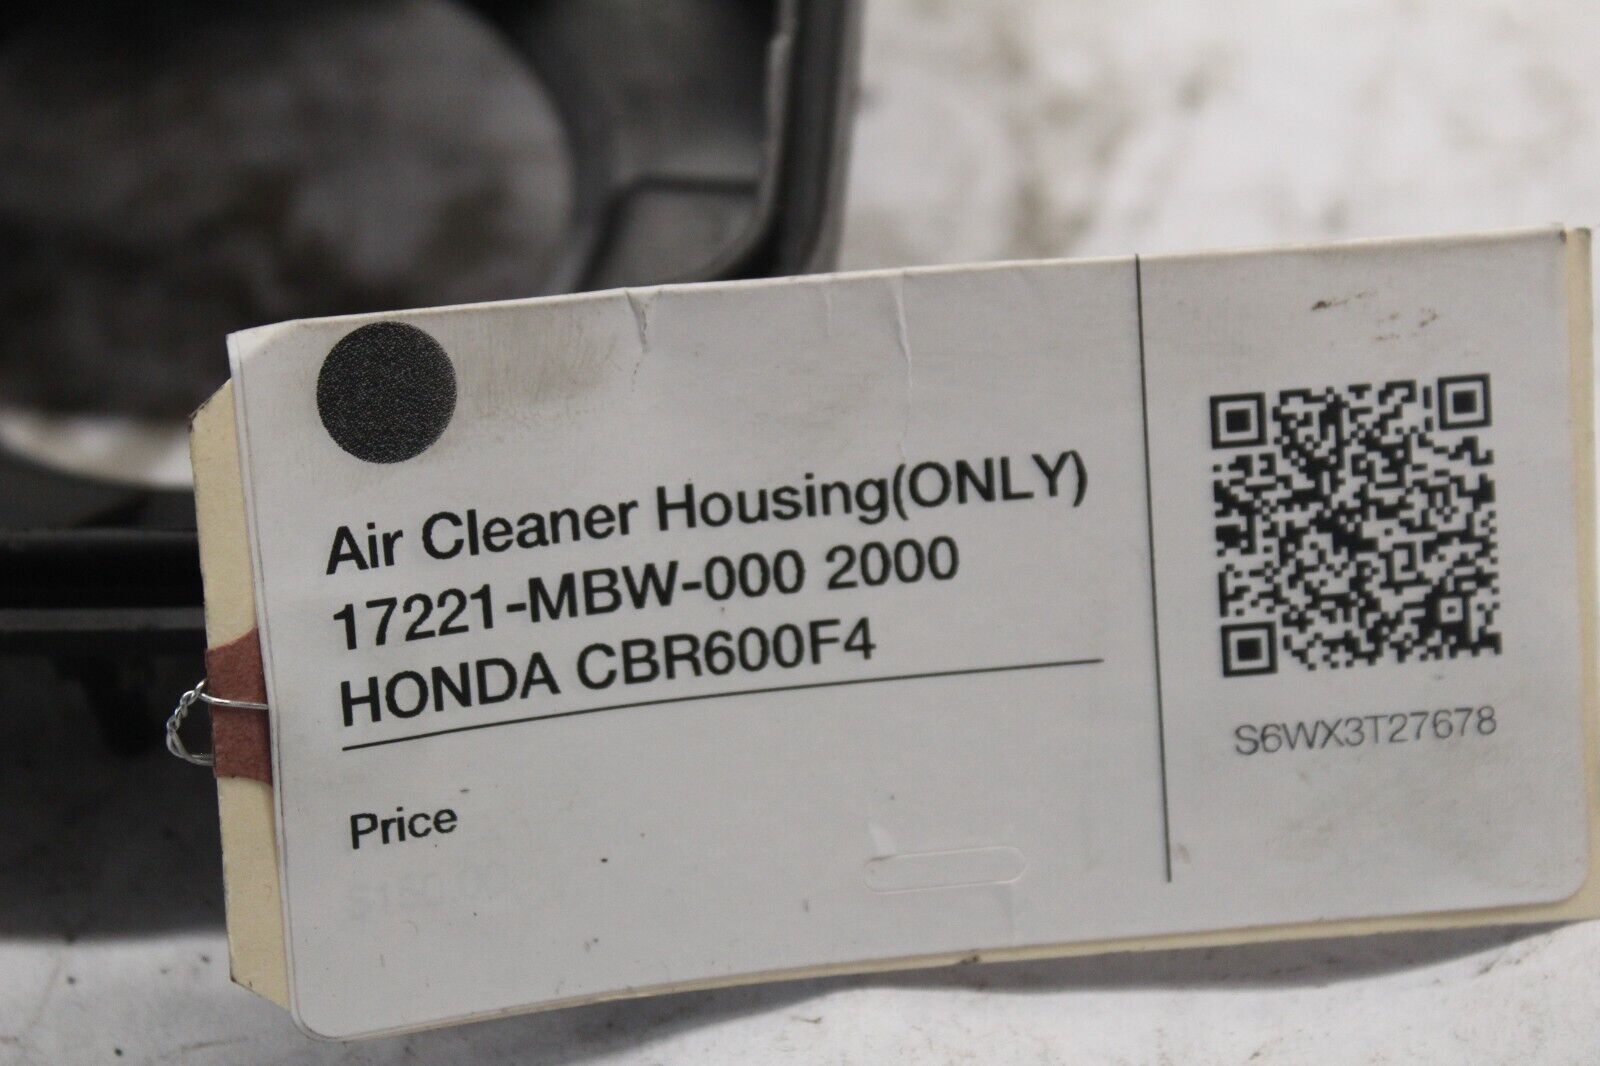 Air Cleaner Housing(ONLY)
17221-MBW-000 2000
HONDA CBR600F4
Price
S6WX3T27678